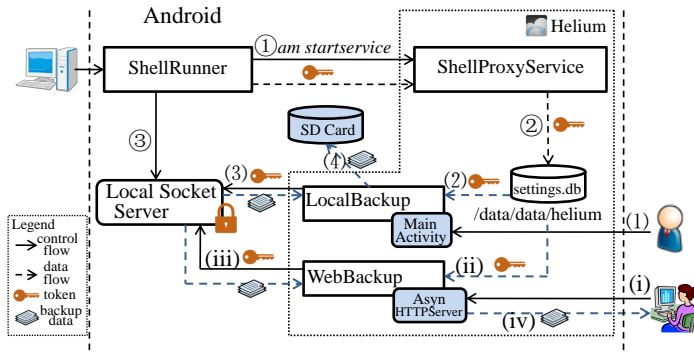 Android
Helium
① am startservice
ShellRunner
ShellProxyService
②
③
SD Card
(4)
(3)
(2)
settings.db
Local Socket
Server
LocalBackup
/data/data/helium
Main
Activity
(1)
Legend
control
flow
data
flow
token
backup
data
(iii)
WebBackup
(ii)
(i)
Asyn
HTTPServer
(iv)